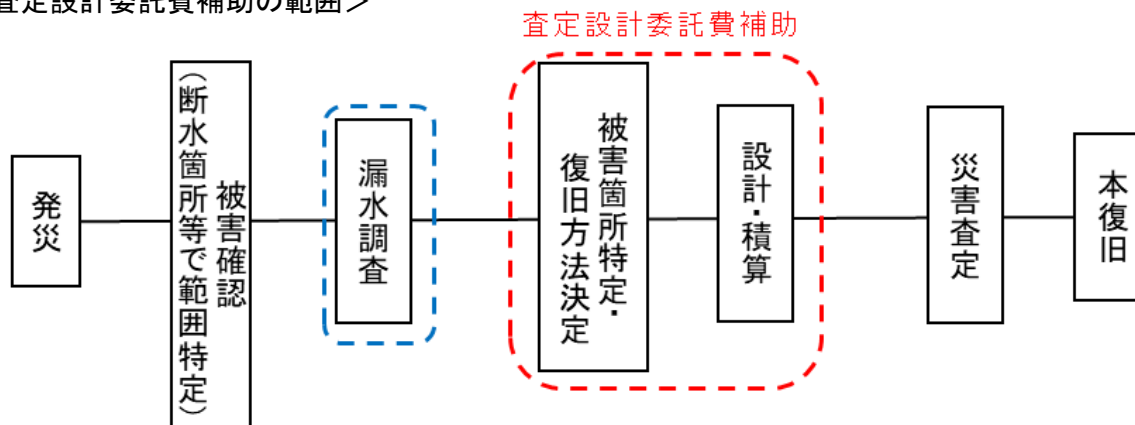 査定設計委託費補助の範囲＞
査定設計委託費補助
発災
被害確認
（断水箇所等で範囲特定）
漏水調査
被害箇所特定・
復旧方法決定
設計・積算
災害査定
本復旧